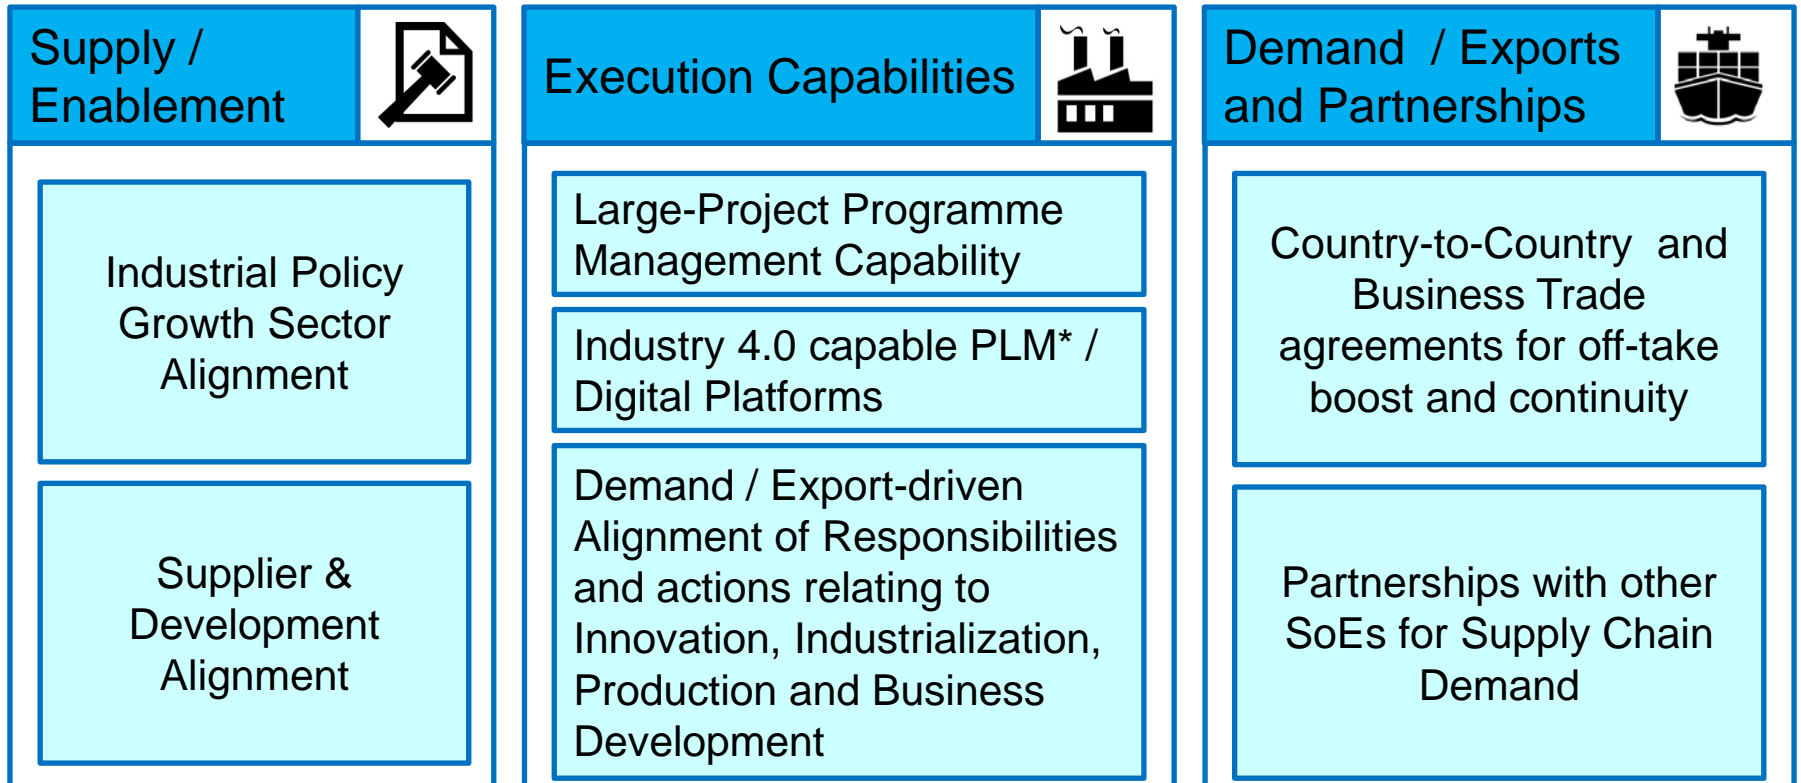 Supply /
Enablement
Industrial Policy
Growth Sector
Alignment
Supplier &
Development
Alignment
Execution Capabilities
Large-Project Programme
Management Capability
Industry 4.0 capable PLM* /
Digital Platforms
Demand / Export-driven
Alignment of Responsibilities
and actions relating to
Innovation, Industrialization,
Production and Business
Development
Demand / Exports
and Partnerships
Country-to-Country and
Business Trade
agreements for off-take
boost and continuity
Partnerships with other
SoEs for Supply Chain
Demand